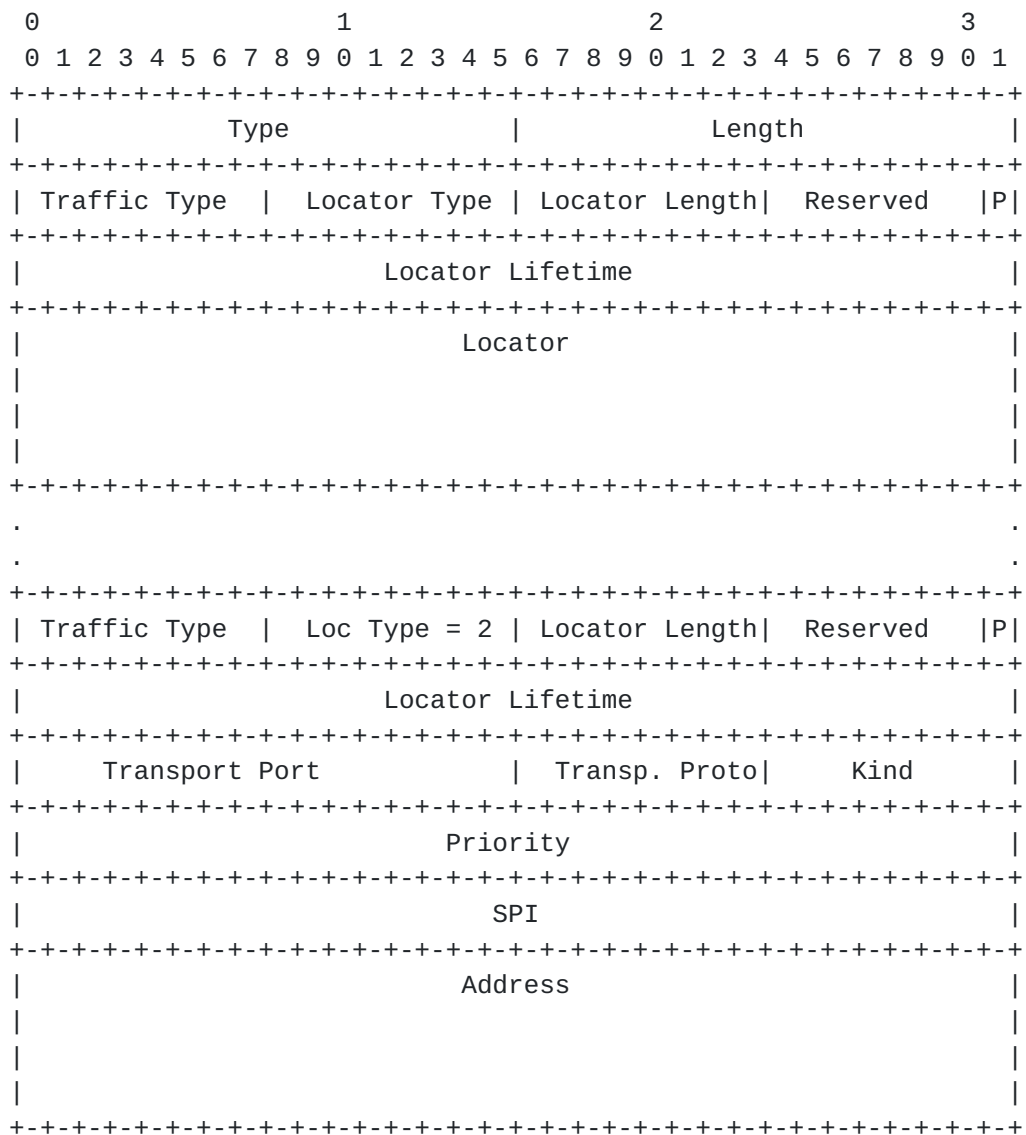 0                   1                   2                   3
 0 1 2 3 4 5 6 7 8 9 0 1 2 3 4 5 6 7 8 9 0 1 2 3 4 5 6 7 8 9 0 1
+-+-+-+-+-+-+-+-+-+-+-+-+-+-+-+-+-+-+-+-+-+-+-+-+-+-+-+-+-+-+-+-+
|             Type              |            Length             |
+-+-+-+-+-+-+-+-+-+-+-+-+-+-+-+-+-+-+-+-+-+-+-+-+-+-+-+-+-+-+-+-+
| Traffic Type  |  Locator Type | Locator Length|  Reserved   |P|
+-+-+-+-+-+-+-+-+-+-+-+-+-+-+-+-+-+-+-+-+-+-+-+-+-+-+-+-+-+-+-+-+
|                       Locator Lifetime                        |
+-+-+-+-+-+-+-+-+-+-+-+-+-+-+-+-+-+-+-+-+-+-+-+-+-+-+-+-+-+-+-+-+
|                            Locator                            |
|                                                               |
|                                                               |
|                                                               |
+-+-+-+-+-+-+-+-+-+-+-+-+-+-+-+-+-+-+-+-+-+-+-+-+-+-+-+-+-+-+-+-+
.                                                               .
.                                                               .
+-+-+-+-+-+-+-+-+-+-+-+-+-+-+-+-+-+-+-+-+-+-+-+-+-+-+-+-+-+-+-+-+
| Traffic Type  |  Loc Type = 2 | Locator Length|  Reserved   |P|
+-+-+-+-+-+-+-+-+-+-+-+-+-+-+-+-+-+-+-+-+-+-+-+-+-+-+-+-+-+-+-+-+
|                       Locator Lifetime                        |
+-+-+-+-+-+-+-+-+-+-+-+-+-+-+-+-+-+-+-+-+-+-+-+-+-+-+-+-+-+-+-+-+
|     Transport Port            |  Transp. Proto|     Kind      |
+-+-+-+-+-+-+-+-+-+-+-+-+-+-+-+-+-+-+-+-+-+-+-+-+-+-+-+-+-+-+-+-+
|                           Priority                            |
+-+-+-+-+-+-+-+-+-+-+-+-+-+-+-+-+-+-+-+-+-+-+-+-+-+-+-+-+-+-+-+-+
|                              SPI                              |
+-+-+-+-+-+-+-+-+-+-+-+-+-+-+-+-+-+-+-+-+-+-+-+-+-+-+-+-+-+-+-+-+
|                            Address                            |
|                                                               |
|                                                               |
|                                                               |
+-+-+-+-+-+-+-+-+-+-+-+-+-+-+-+-+-+-+-+-+-+-+-+-+-+-+-+-+-+-+-+-+